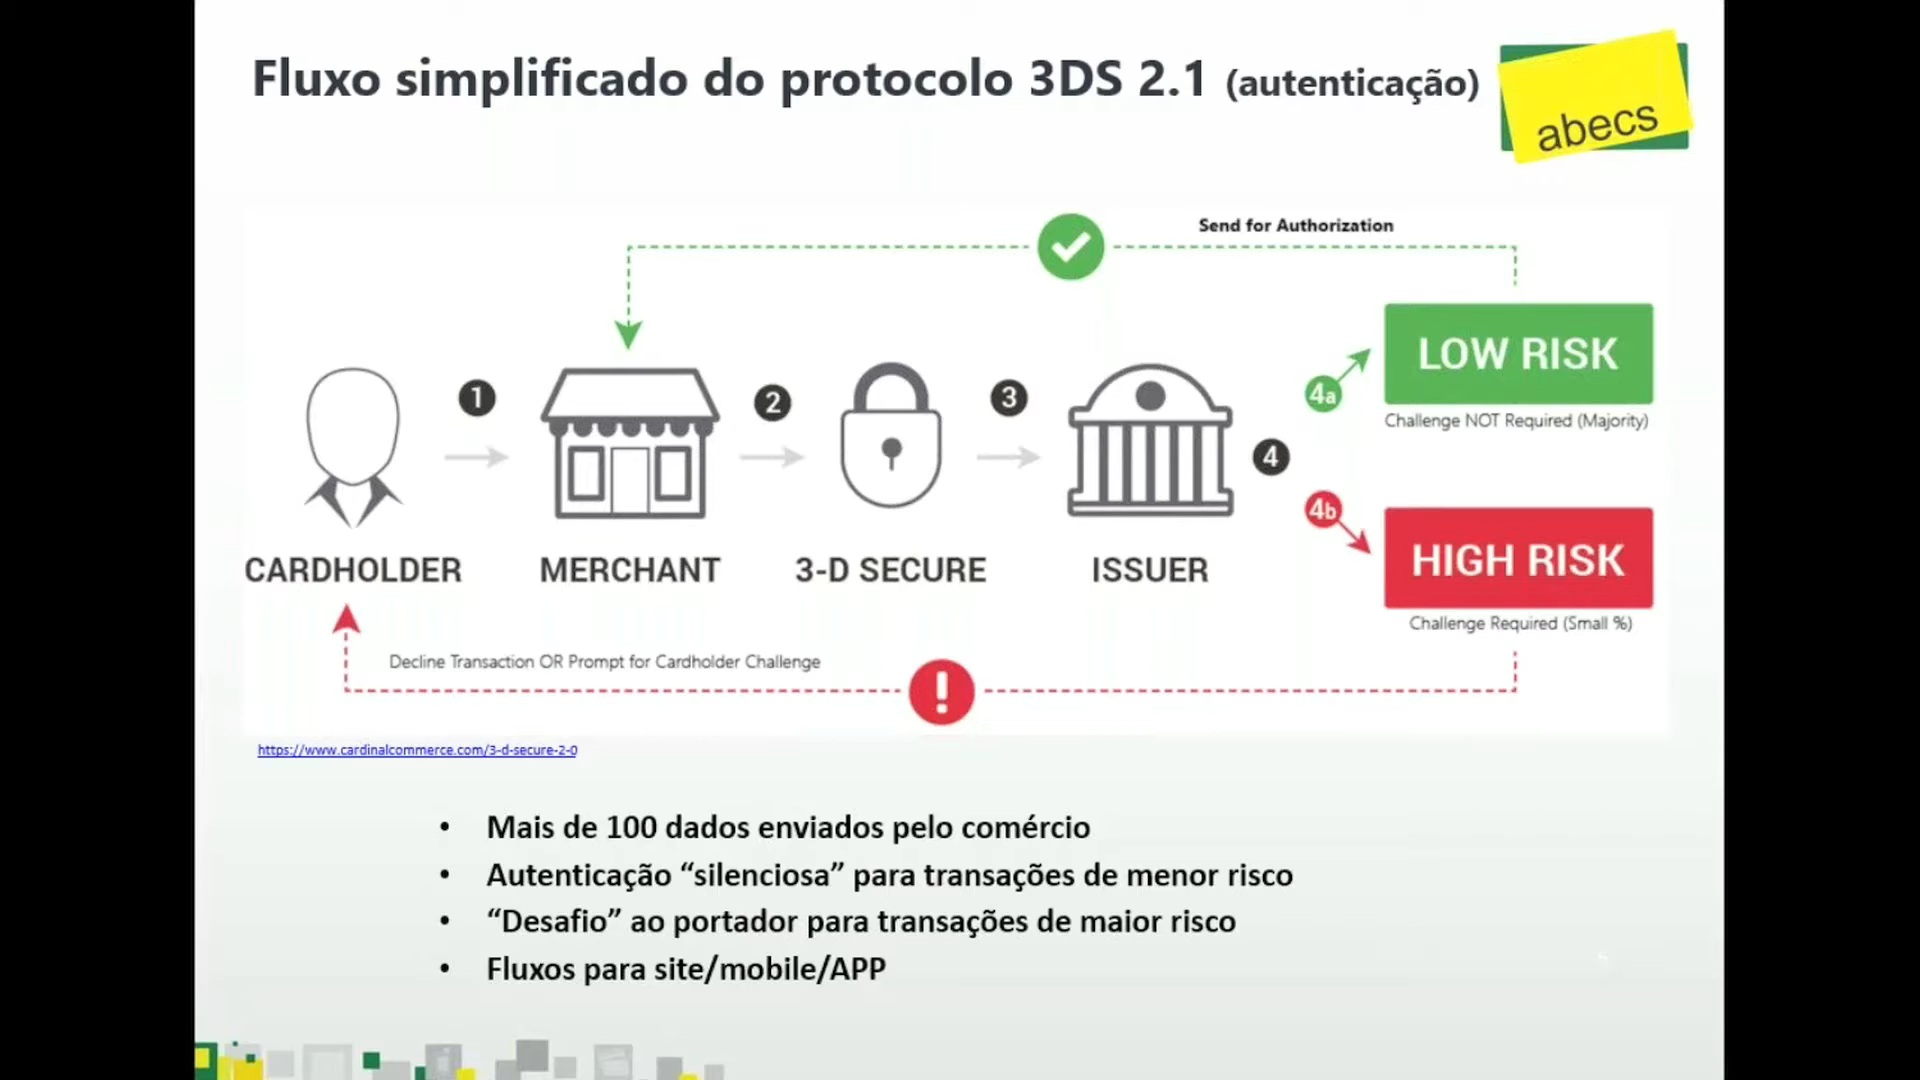 Fluxo simplificado do protocolo 3DS 2.1 (autenticação)
abecs
Send for Authorization
1
2
3
4
4a
LOW RISK
Challenge NOT Required (Majority)
4b
HIGH RISK
Challenge Required (Small %)
CARDHOLDER
MERCHANT
3-D SECURE
ISSUER
Decline Transaction OR Prompt for Cardholder Challenge
https://www.cardinalcommerce.com/3-d-secure-2-0
• Mais de 100 dados enviados pelo comércio
• Autenticação “silenciosa” para transações de menor risco
• “Desafio” ao portador para transações de maior risco
• Fluxos para site/mobile/APP